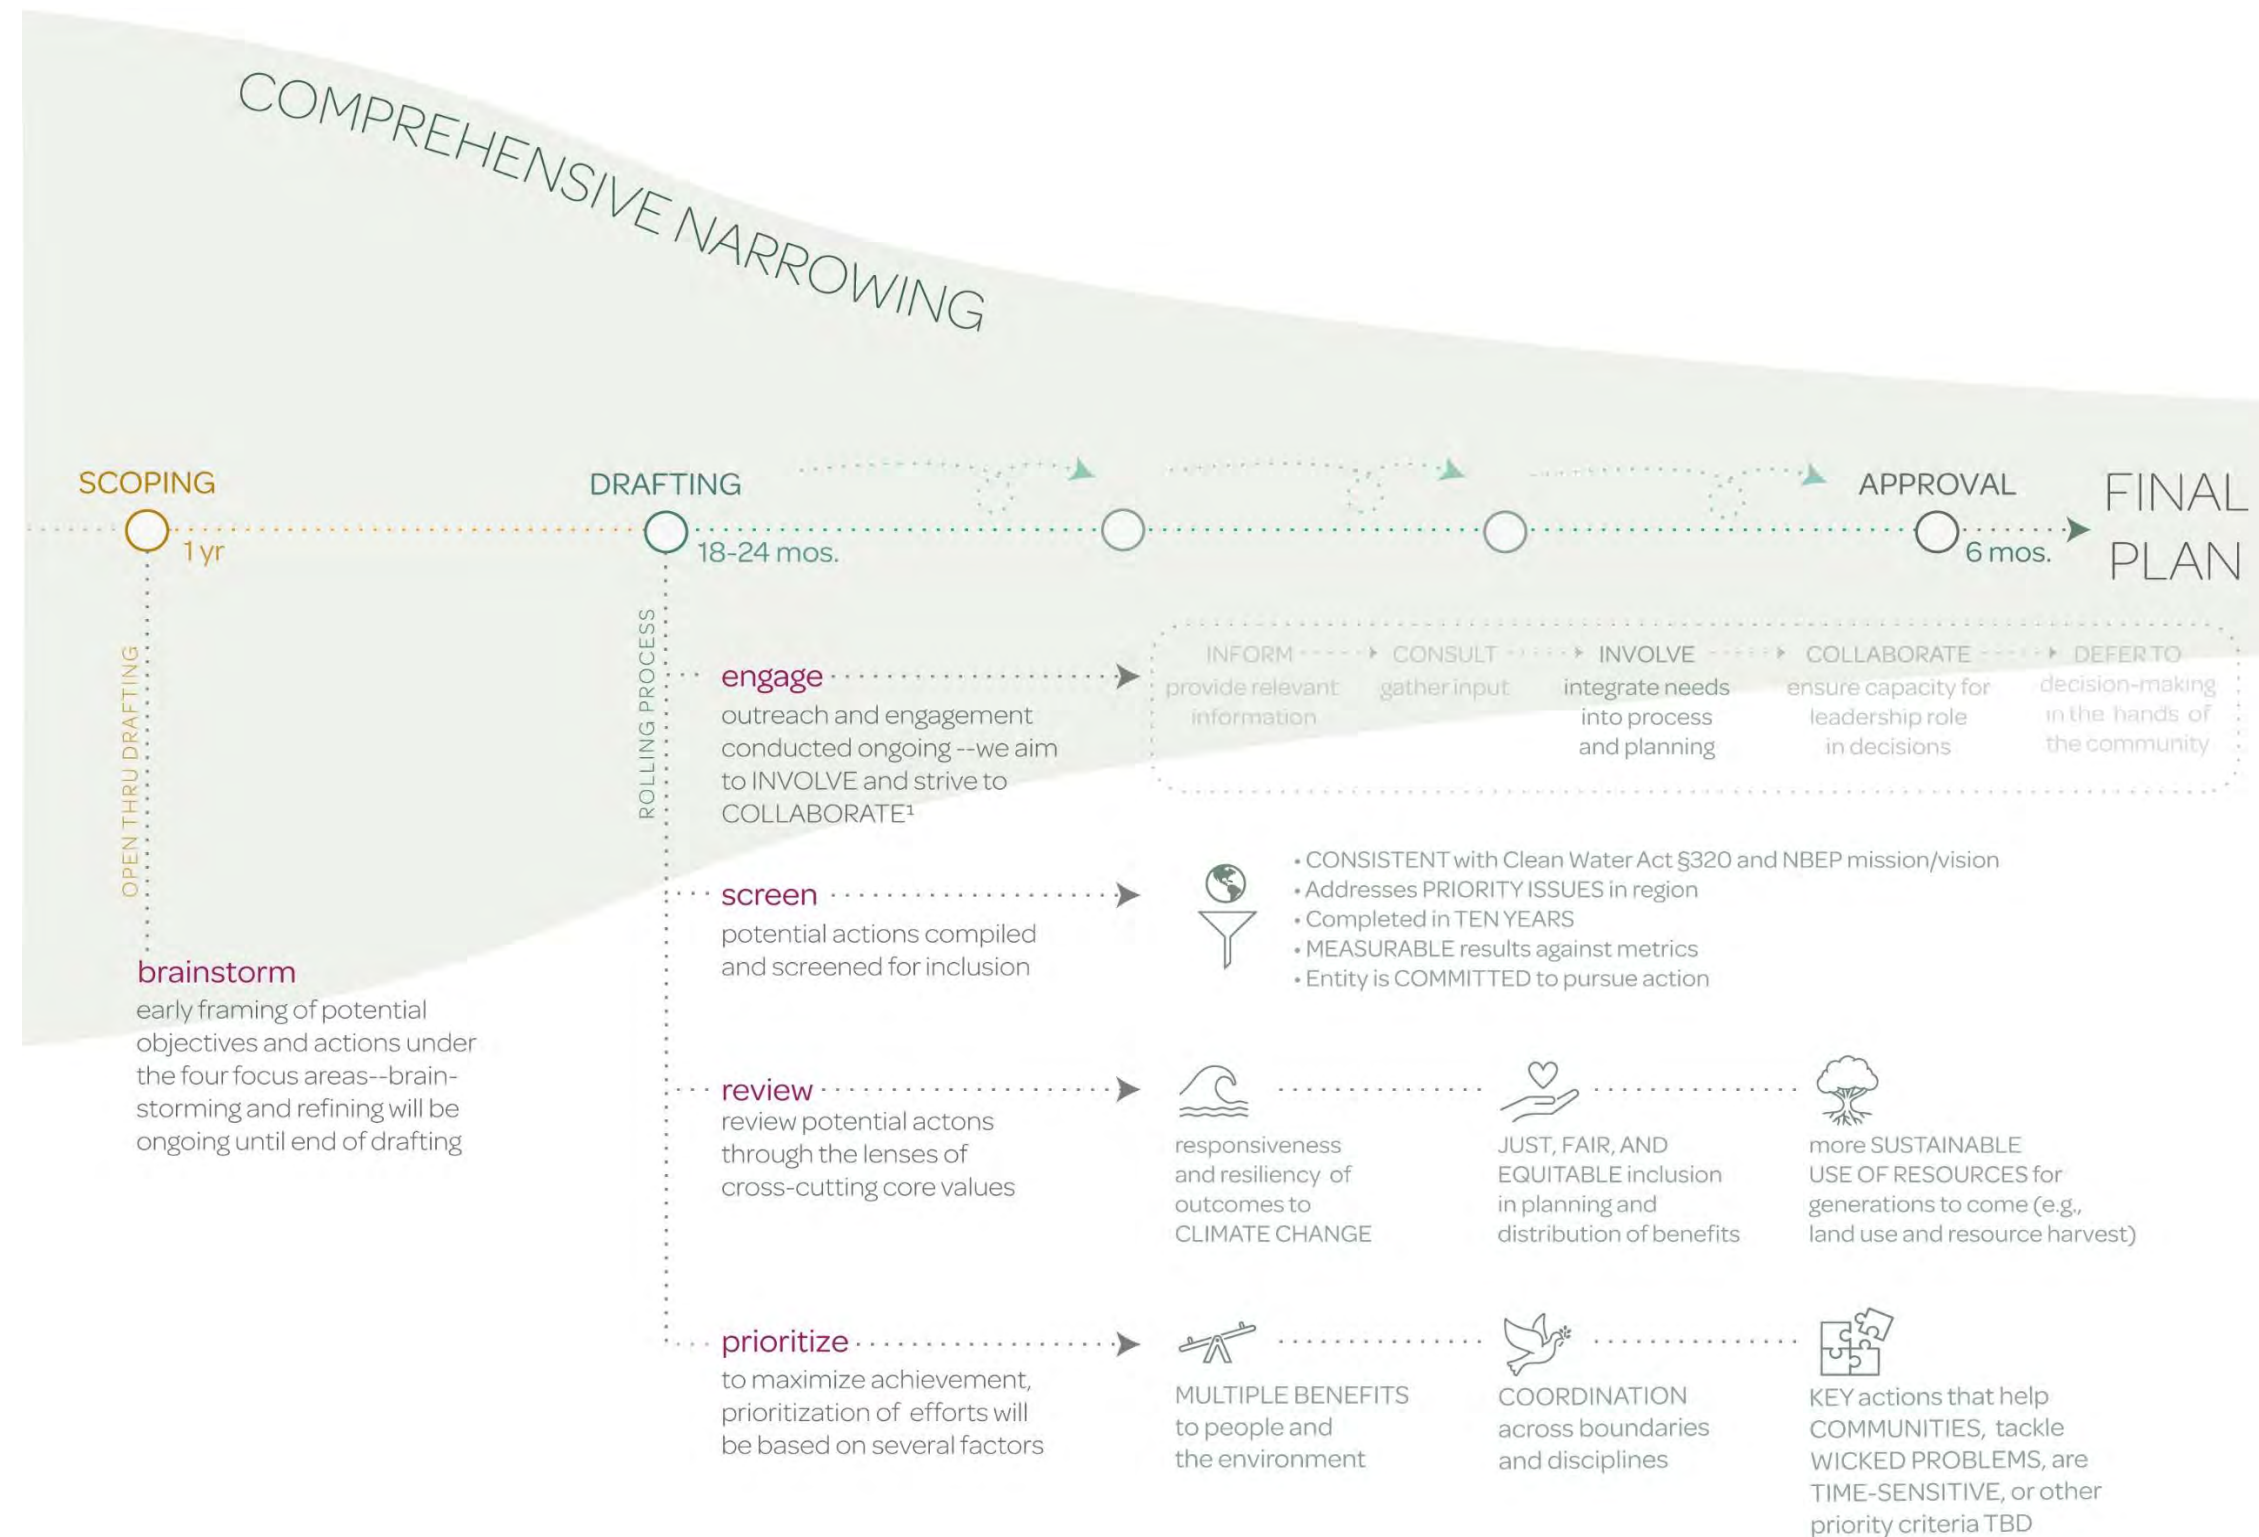 COMPREHENSIVE NARROWING
SCOPING
1 yr
DRAFTING
18-24 mos.
APPROVAL
6 mos.
FINAL
PLAN
OPEN THRU DRAFTING
brainstorm
early framing of potential
objectives and actions under
the four focus areas--brain-
storming and refining will be
ongoing until end of drafting
ROLLING PROCESS
engage
outreach and engagement
conducted ongoing --we aim
to INVOLVE and strive to
COLLABORATE¹
INFORM
provide relevant
information
CONSULT
gather input
INVOLVE
integrate needs
into process
and planning
COLLABORATE
ensure capacity for
leadership role
in decisions
DEFER TO
decision-making
in the hands of
the community
screen
potential actions compiled
and screened for inclusion
• CONSISTENT with Clean Water Act §320 and NBEP mission/vision
• Addresses PRIORITY ISSUES in region
• Completed in TEN YEARS
• MEASURABLE results against metrics
• Entity is COMMITTED to pursue action
review
review potential actons
through the lenses of
cross-cutting core values
responsiveness
and resiliency of
outcomes to
CLIMATE CHANGE
JUST, FAIR, AND
EQUITABLE inclusion
in planning and
distribution of benefits
more SUSTAINABLE
USE OF RESOURCES for
generations to come (e.g.,
land use and resource harvest)
prioritize
to maximize achievement,
prioritization of efforts will
be based on several factors
MULTIPLE BENEFITS
to people and
the environment
COORDINATION
across boundaries
and disciplines
KEY actions that help
COMMUNITIES, tackle
WICKED PROBLEMS, are
TIME-SENSITIVE, or other
priority criteria TBD